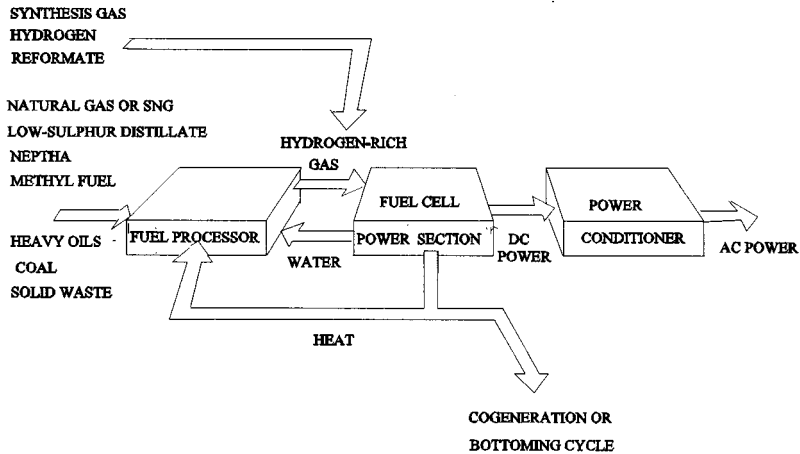 SYNTHESIS GAS
HYDROGEN
REFORMATE
NATURAL GAS OR SNG
LOW-SULPHUR DISTILLATE
NEPTHA
METHYL FUEL
HYDROGEN-RICH
GAS
HEAVY OILS
COAL
SOLID WASTE
FUEL PROCESSOR
WATER
FUEL CELL
POWER SECTION
DC
POWER
POWER
CONDITIONER
AC POWER
HEAT
COGENERATION OR
BOTTOMING CYCLE